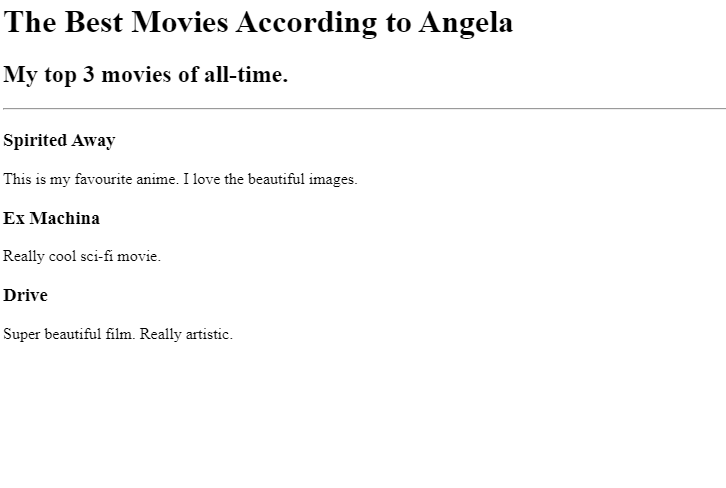 The Best Movies According to Angela
My top 3 movies of all-time.
Spirited Away
This is my favourite anime. I love the beautiful images.
Ex Machina
Really cool sci-fi movie.
Drive
Super beautiful film. Really artistic.